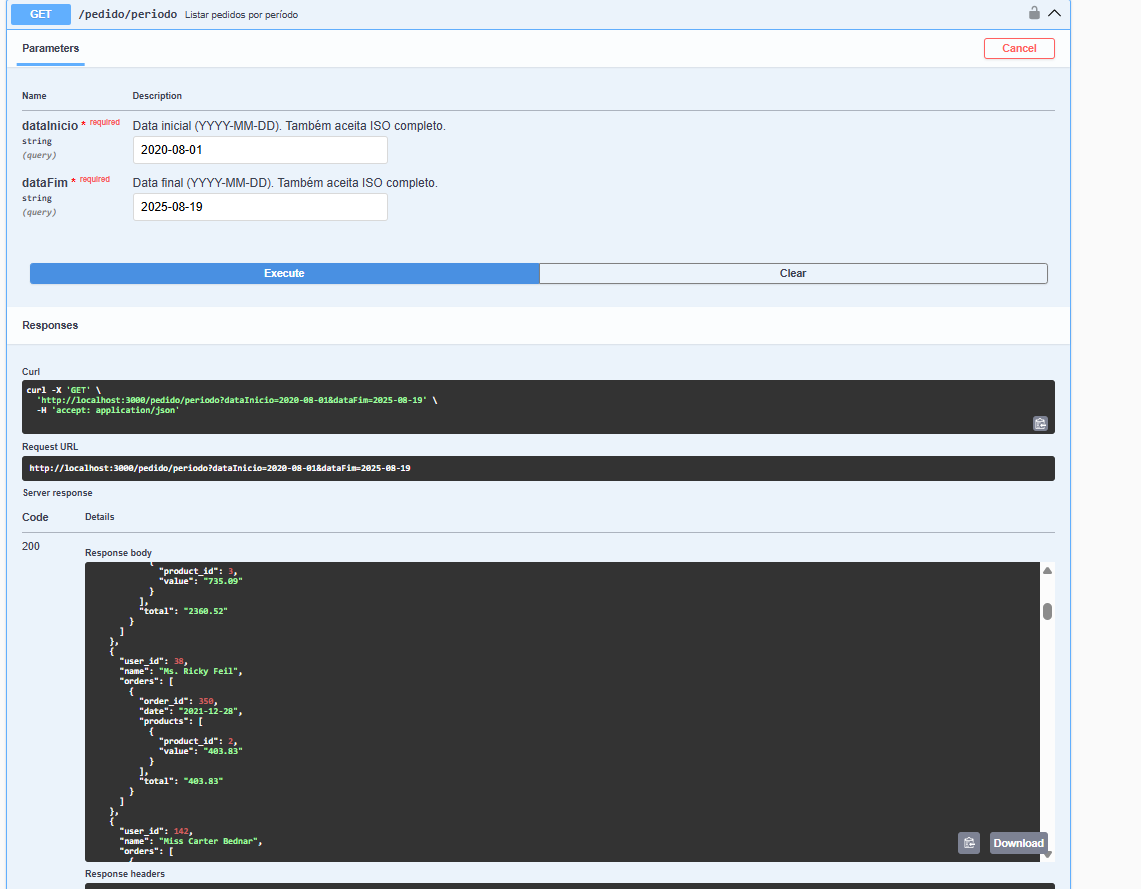 GET /pedido/periodo Listar pedidos por período
Parameters
Cancel
Name Description
dataInicio * required
string
(query)
Data inicial (YYYY-MM-DD). Também aceita ISO completo.
2020-08-01
dataFim * required
string
(query)
Data final (YYYY-MM-DD). Também aceita ISO completo.
2025-08-19
Execute Clear
Responses
Curl
curl -X 'GET' \
'http://localhost:3000/pedido/periodo?dataInicio=2020-08-01&dataFim=2025-08-19' \
-H 'accept: application/json'
Request URL
http://localhost:3000/pedido/periodo?dataInicio=2020-08-01&dataFim=2025-08-19
Server response
Code Details
200
Response body
{
"product_id": 3,
"value": "735.09"
}
],
"total": "2360.52"
}
]
},
{
"user_id": 38,
"name": "Ms. Ricky Feil",
"orders": [
{
"order_id": 350,
"date": "2021-12-28",
"products": [
{
"product_id": 2,
"value": "403.83"
}
],
"total": "403.83"
}
]
},
{
"user_id": 142,
"name": "Miss Carter Bednar",
"orders": [
{
Download
Response headers